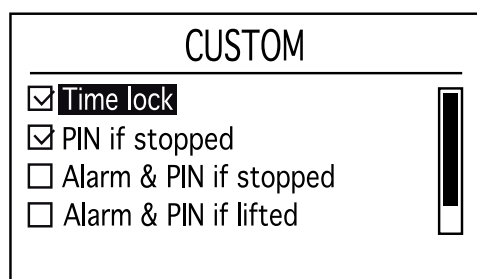 CUSTOM
Time lock
PIN if stopped
Alarm & PIN if stopped
Alarm & PIN if lifted